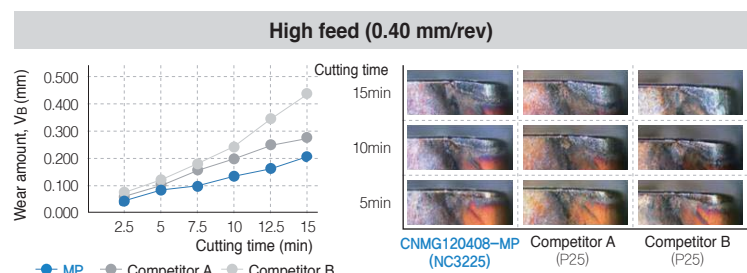 High feed (0.40 mm/rev)
Wear amount, VB (mm)
0.500
0.400
0.300
0.200
0.100
0.000
2.5 5 7.5 10 12.5 15
Cutting time (min)
MP Competitor A Competitor B
Cutting time
15min
10min
5min
CNMG120408-MP
(NC3225)
Competitor A
(P25)
Competitor B
(P25)